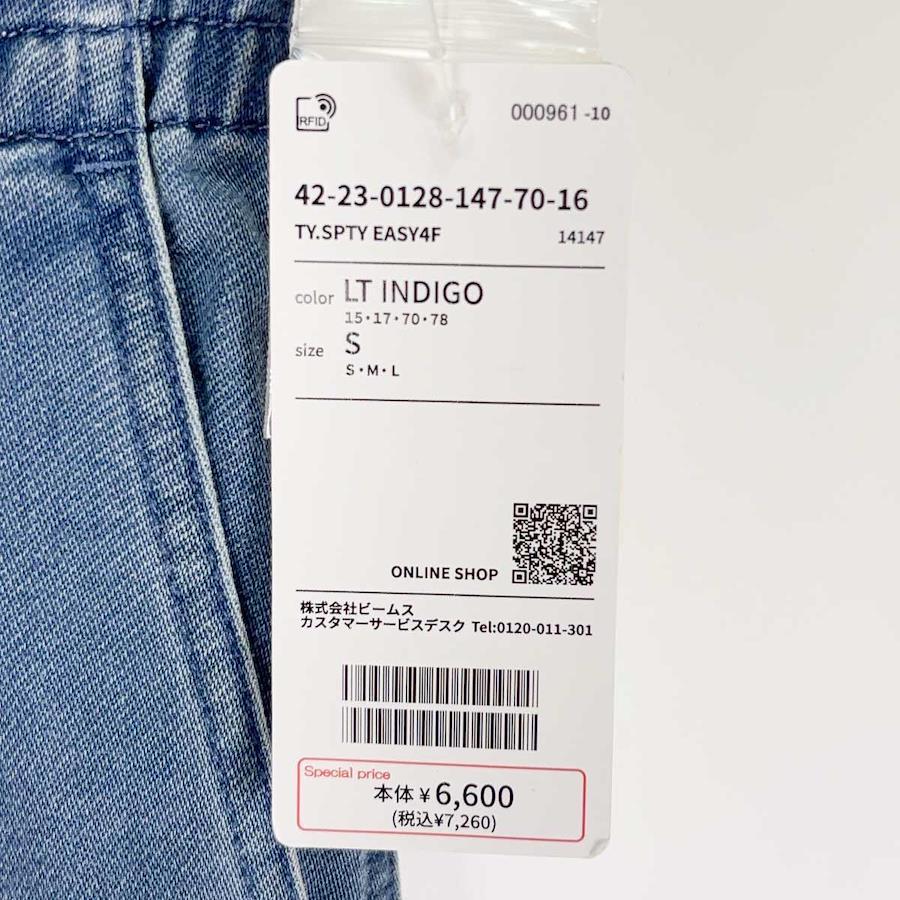 RFID
000961 -10
42-23-0128-147-70-16
TY.SPTY EASY4F 14147
color LT INDIGO
15・17・70・78
size S
S・M・L
ONLINE SHOP
株式会社ビームス
カスタマーサービスデスク Tel:0120-011-301
Special price
本体 ¥ 6,600
(税込¥7,260)